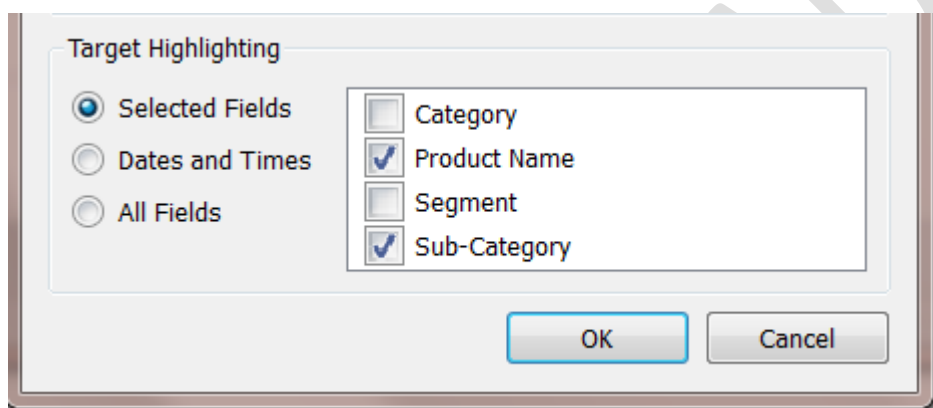 Target Highlighting
Selected Fields
Dates and Times
All Fields
Category
Product Name
Segment
Sub-Category
OK
Cancel